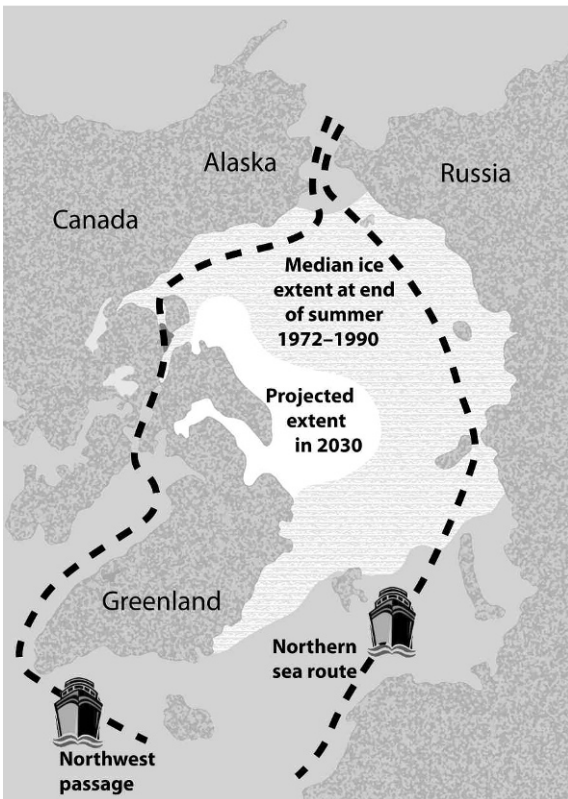 Alaska
Russia
Canada
Median ice
extent at end
of summer
1972–1990
Projected
extent
in 2030
Greenland
Northern
sea route
Northwest
passage